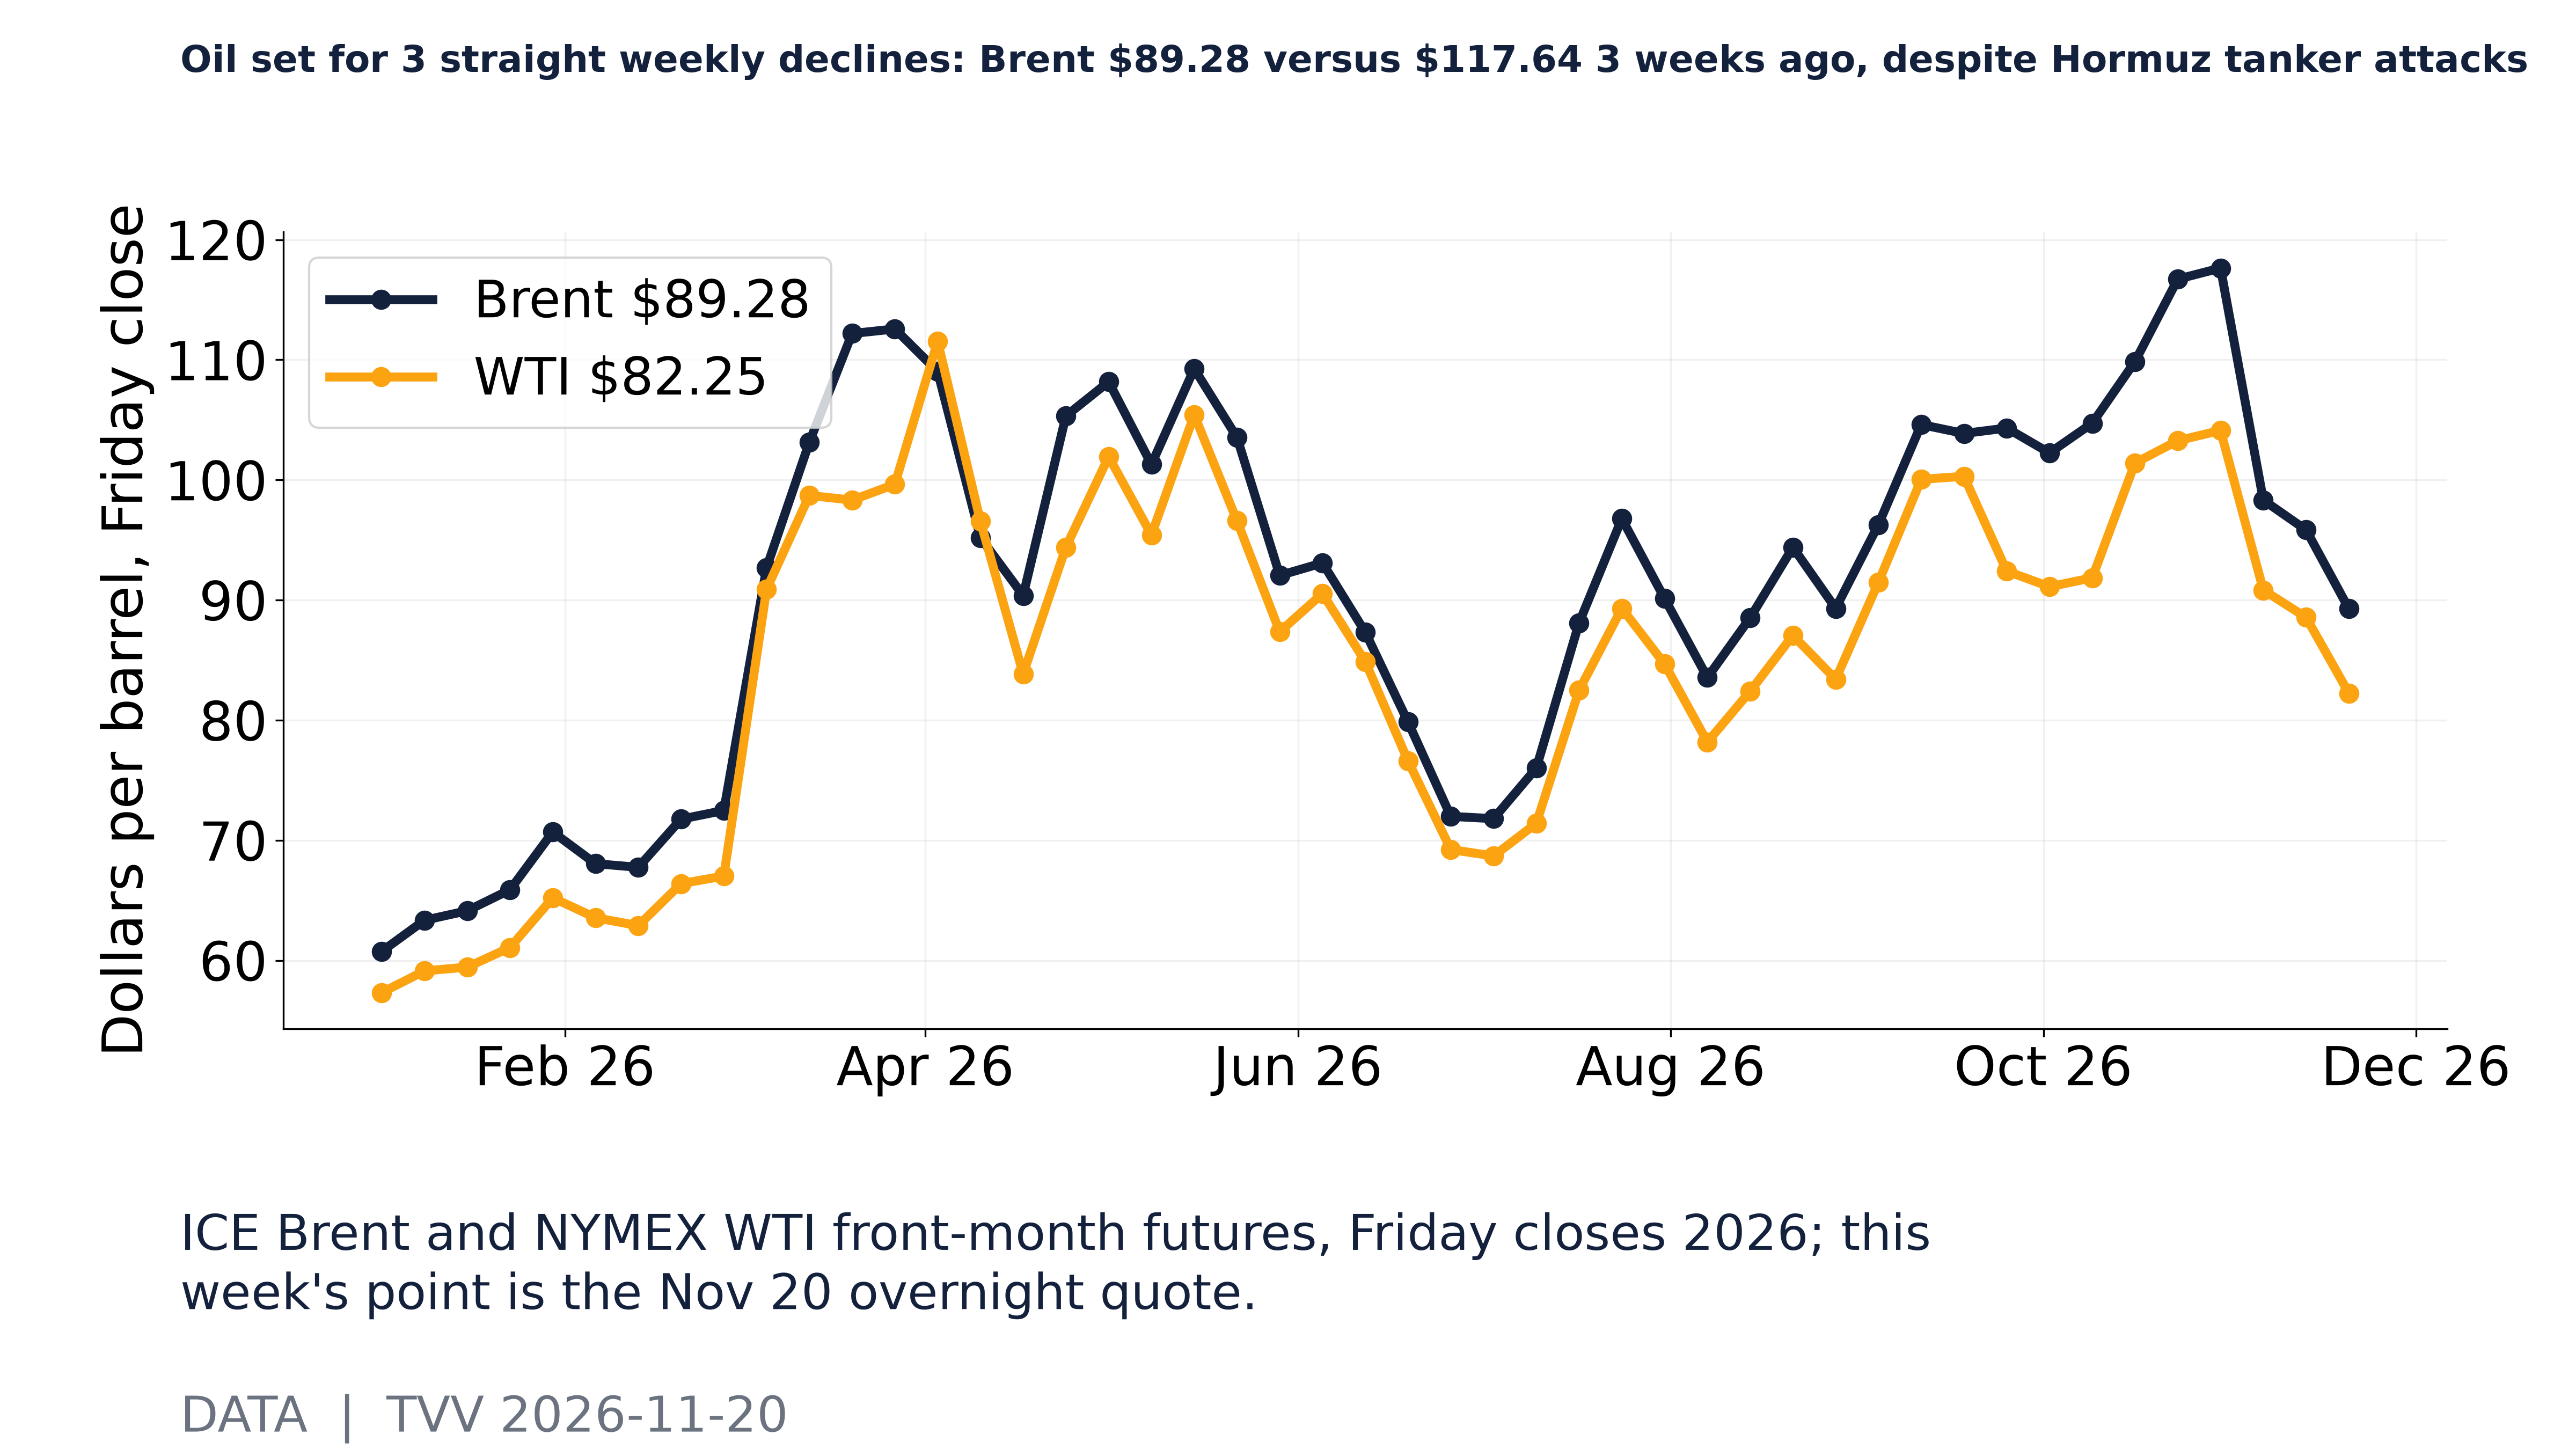 Oil set for 3 straight weekly declines: Brent $89.28 versus $117.64 3 weeks ago, despite Hormuz tanker attacks
Dollars per barrel, Friday close
120
110
100
90
80
70
60
Brent $89.28
WTI $82.25
Feb 26
Apr 26
Jun 26
Aug 26
Oct 26
Dec 26
ICE Brent and NYMEX WTI front-month futures, Friday closes 2026; this
week's point is the Nov 20 overnight quote.
DATA | TVV 2026-11-20